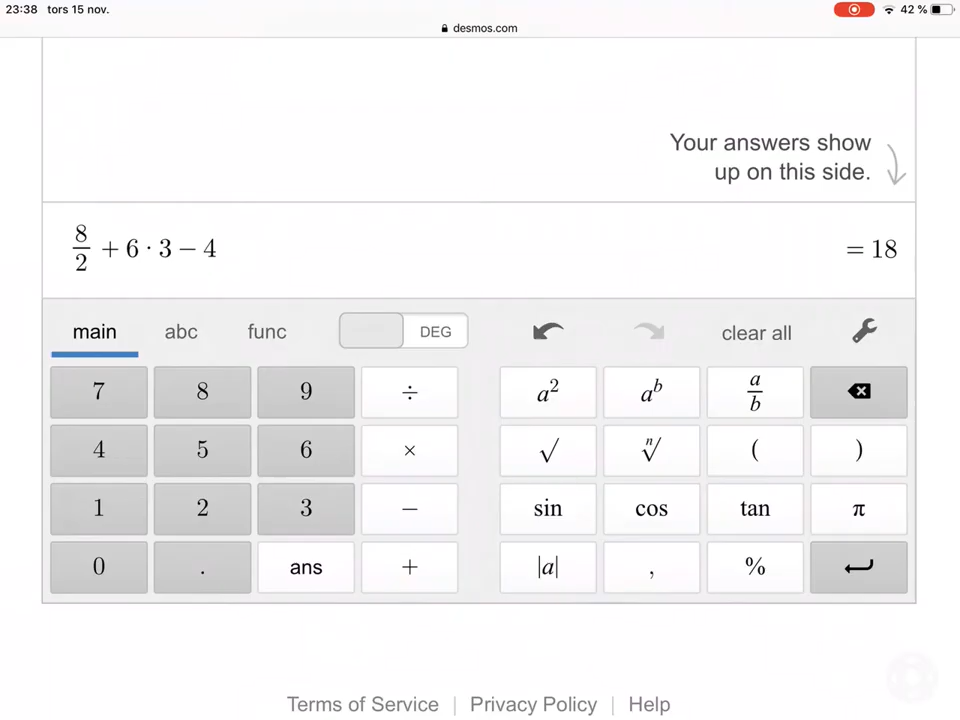 23:38 tors 15 nov. 42 %
desmos.com
Your answers show
up on this side.
8/2 + 6 · 3 − 4 = 18
main abc func DEG clear all
7 8 9 ÷ a² aᵇ a/b
4 5 6 × √ ⁿ√ ( )
1 2 3 − sin cos tan π
0 . ans + |a| , %
Terms of Service | Privacy Policy | Help